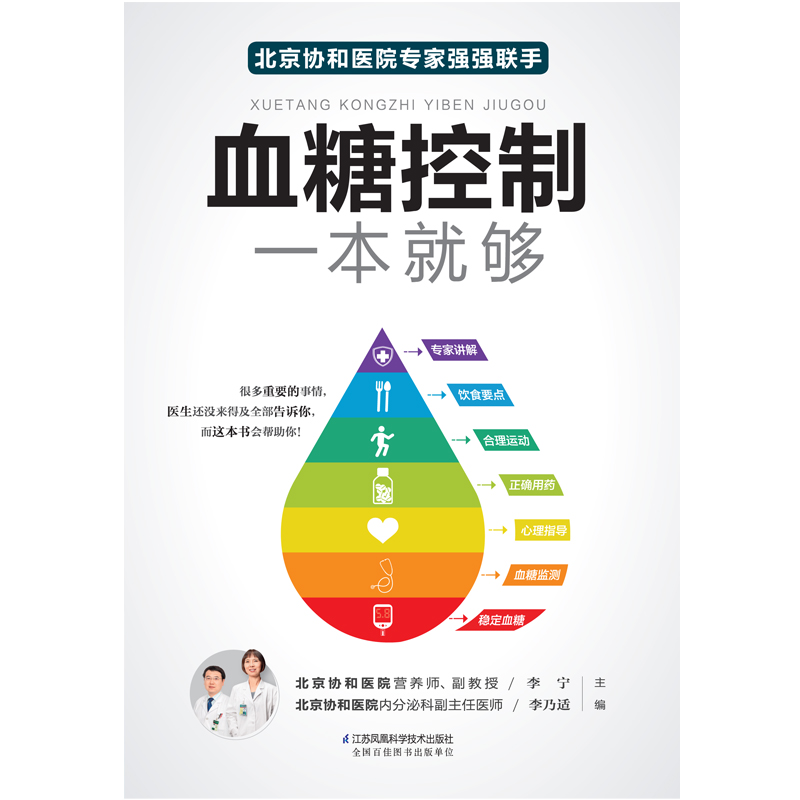 北京协和医院专家强强联手
XUETANG KONGZHI YIBEN JIUGOU
血糖控制
一本就够
很多重要的事情，
医生还没来得及全部告诉你，
而这本书会帮助你！
专家讲解
饮食要点
合理运动
正确用药
心理指导
血糖监测
稳定血糖
5.8
北京协和医院营养师、副教授 / 李 宁 主
北京协和医院内分泌科副主任医师 / 李乃适 编
江苏凤凰科学技术出版社
全国百佳图书出版单位